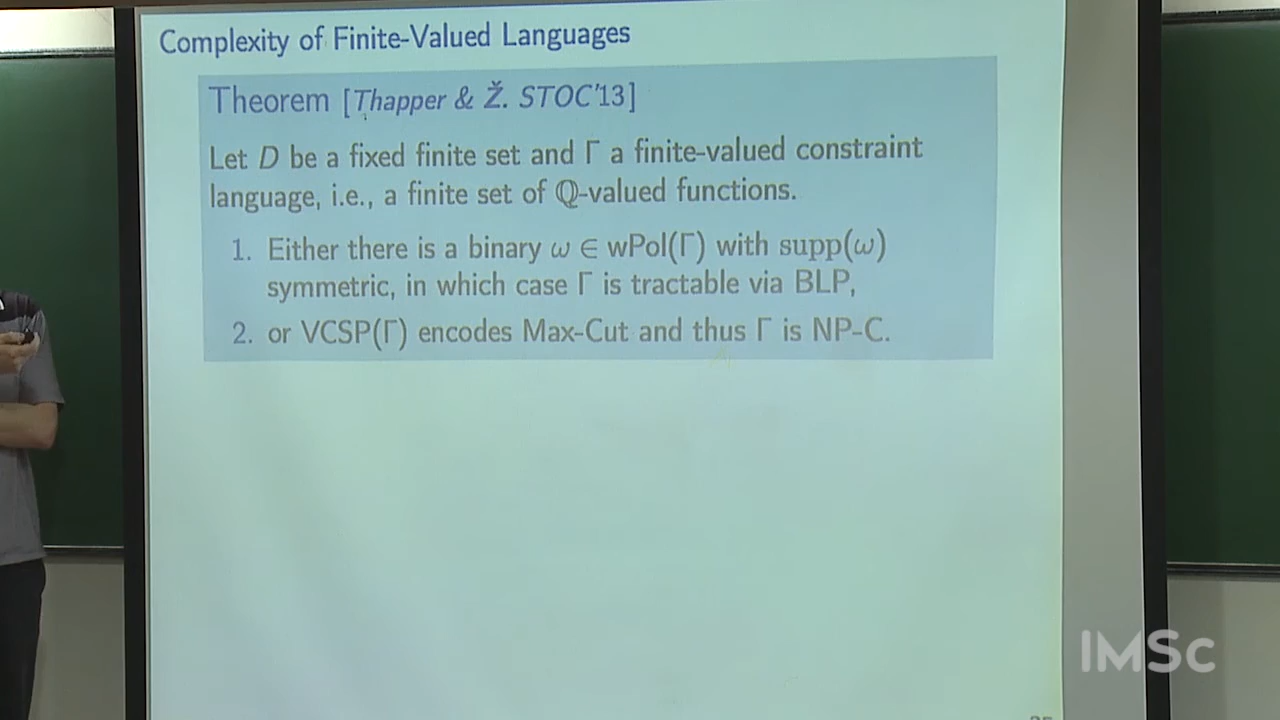 Complexity of Finite-Valued Languages
Theorem [Thapper & Ž. STOC'13]
Let D be a fixed finite set and Γ a finite-valued constraint
language, i.e., a finite set of ℚ-valued functions.
1. Either there is a binary ω ∈ wPol(Γ) with supp(ω)
symmetric, in which case Γ is tractable via BLP,
2. or VCSP(Γ) encodes Max-Cut and thus Γ is NP-C.
IMSc